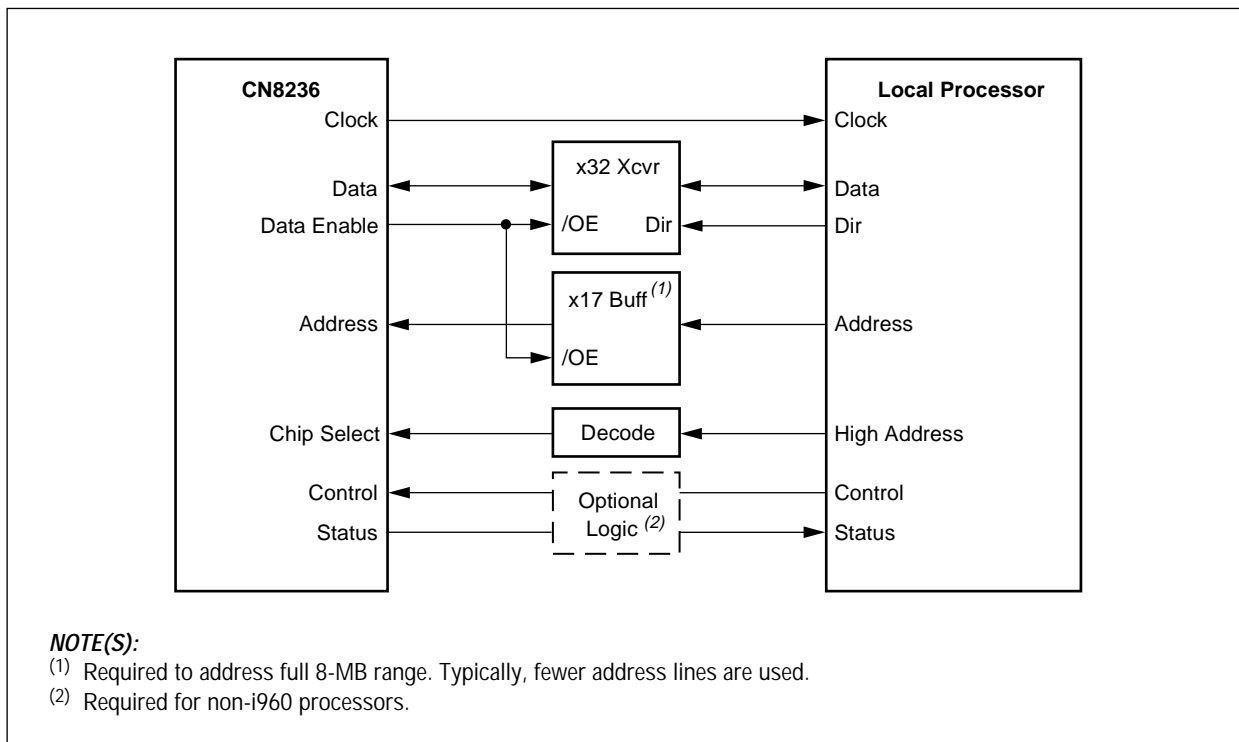 CN8236
Local Processor
Clock
Clock
x32 Xcvr
Data
Data
Data Enable
/OE
Dir
Dir
x17 Buff (1)
Address
Address
/OE
Chip Select
Decode
High Address
Control
Optional
Logic (2)
Control
Status
Status
NOTE(S):
(1) Required to address full 8-MB range. Typically, fewer address lines are used.
(2) Required for non-i960 processors.